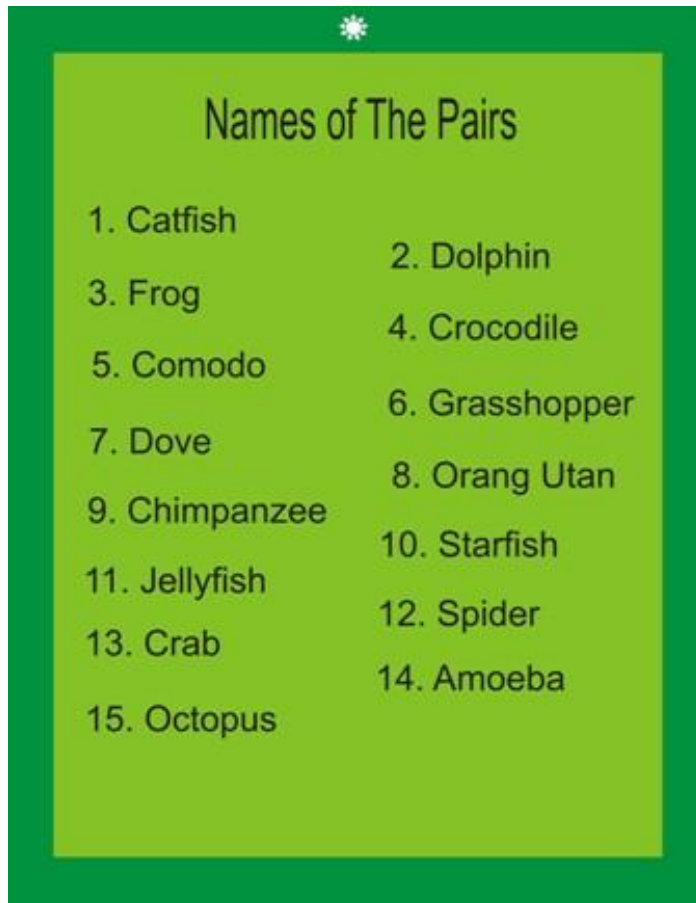 Names of The Pairs
1. Catfish
2. Dolphin
3. Frog
4. Crocodile
5. Comodo
6. Grasshopper
7. Dove
8. Orang Utan
9. Chimpanzee
10. Starfish
11. Jellyfish
12. Spider
13. Crab
14. Amoeba
15. Octopus